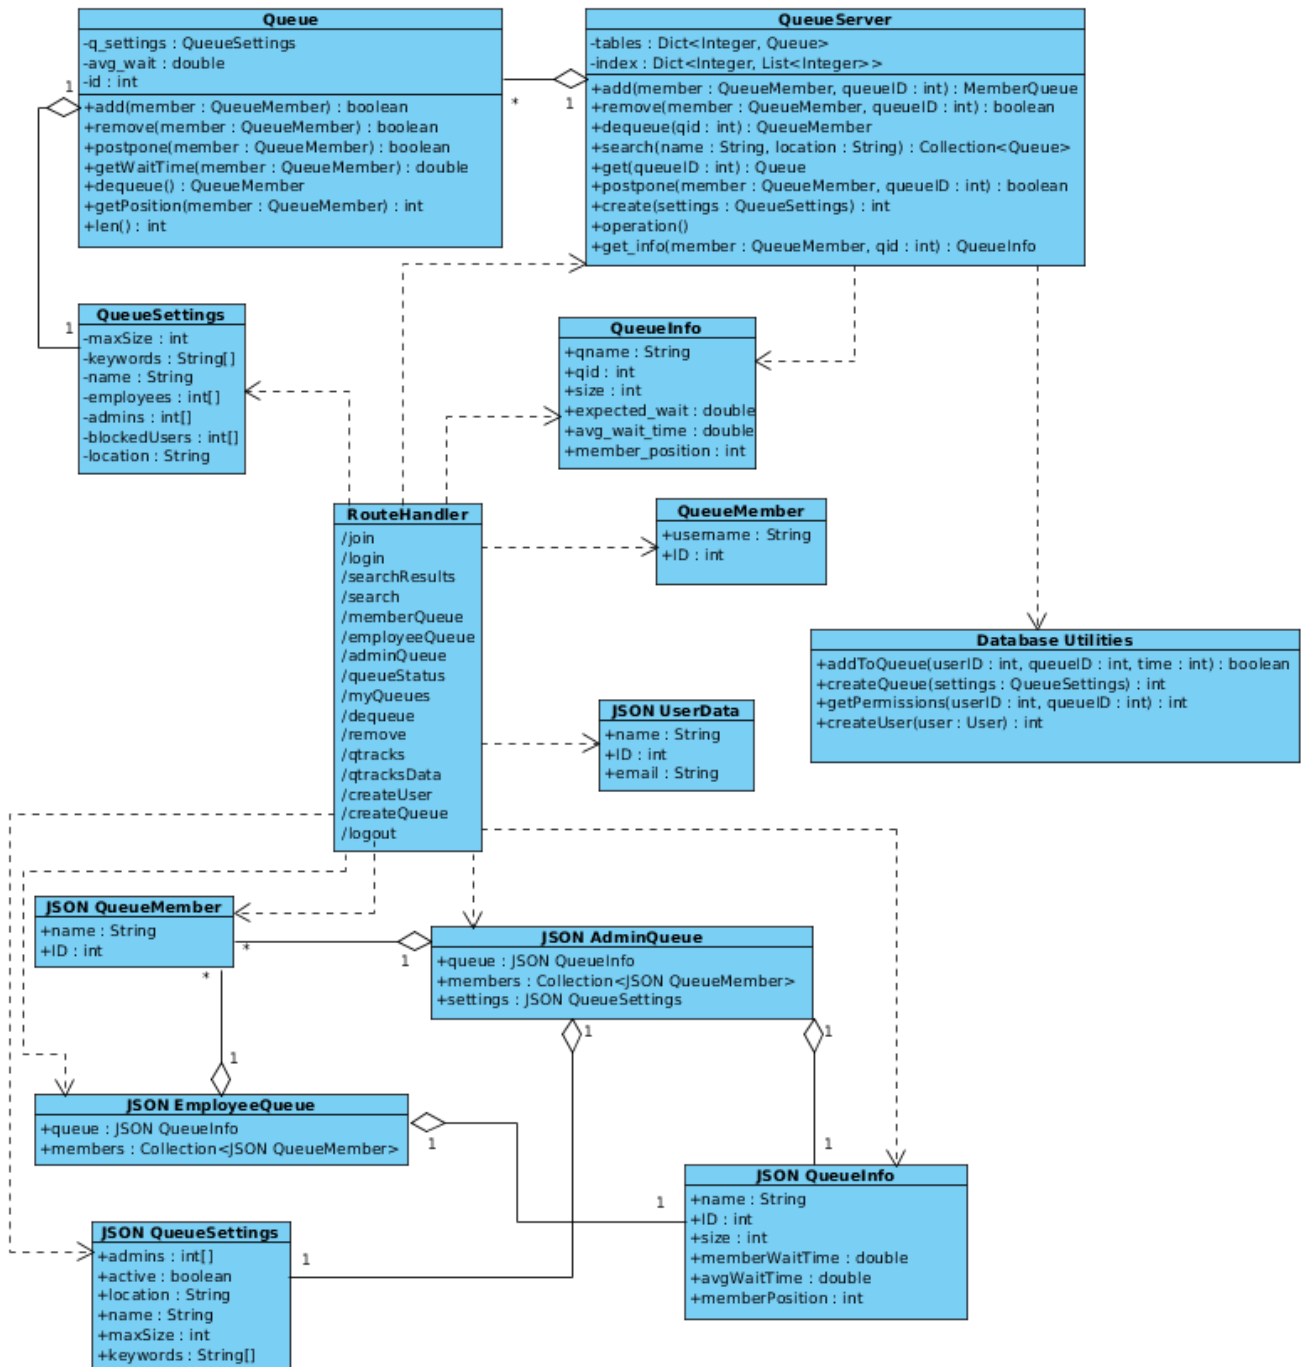 Queue
-q_settings : QueueSettings
-avg_wait : double
-id : int
+add(member : QueueMember) : boolean
+remove(member : QueueMember) : boolean
+postpone(member : QueueMember) : boolean
+getWaitTime(member : QueueMember) : double
+dequeue() : QueueMember
+getPosition(member : QueueMember) : int
+len() : int
1
*
1
QueueServer
-tables : Dict<Integer, Queue>
-index : Dict<Integer, List<Integer>>
+add(member : QueueMember, queueID : int) : MemberQueue
+remove(member : QueueMember, queueID : int) : boolean
+dequeue(qid : int) : QueueMember
+search(name : String, location : String) : Collection<Queue>
+get(queueID : int) : Queue
+postpone(member : QueueMember, queueID : int) : boolean
+create(settings : QueueSettings) : int
+operation()
+get_info(member : QueueMember, qid : int) : QueueInfo
1
QueueSettings
-maxSize : int
-keywords : String[]
-name : String
-employees : int[]
-admins : int[]
-blockedUsers : int[]
-location : String
QueueInfo
+qname : String
+qid : int
+size : int
+expected_wait : double
+avg_wait_time : double
+member_position : int
RouteHandler
/join
/login
/searchResults
/search
/memberQueue
/employeeQueue
/adminQueue
/queueStatus
/myQueues
/dequeue
/remove
/qtracks
/qtracksData
/createUser
/createQueue
/logout
QueueMember
+username : String
+ID : int
Database Utilities
+addToQueue(userID : int, queueID : int, time : int) : boolean
+createQueue(settings : QueueSettings) : int
+getPermissions(userID : int, queueID : int) : int
+createUser(user : User) : int
JSON UserData
+name : String
+ID : int
+email : String
JSON QueueMember
+name : String
+ID : int
*
1
*
JSON AdminQueue
+queue : JSON QueueInfo
+members : Collection<JSON QueueMember>
+settings : JSON QueueSettings
1
1
1
JSON EmployeeQueue
+queue : JSON QueueInfo
+members : Collection<JSON QueueMember>
1
1
1
JSON QueueInfo
+name : String
+ID : int
+size : int
+memberWaitTime : double
+avgWaitTime : double
+memberPosition : int
JSON QueueSettings
+admins : int[]
+active : boolean
+location : String
+name : String
+maxSize : int
+keywords : String[]
1